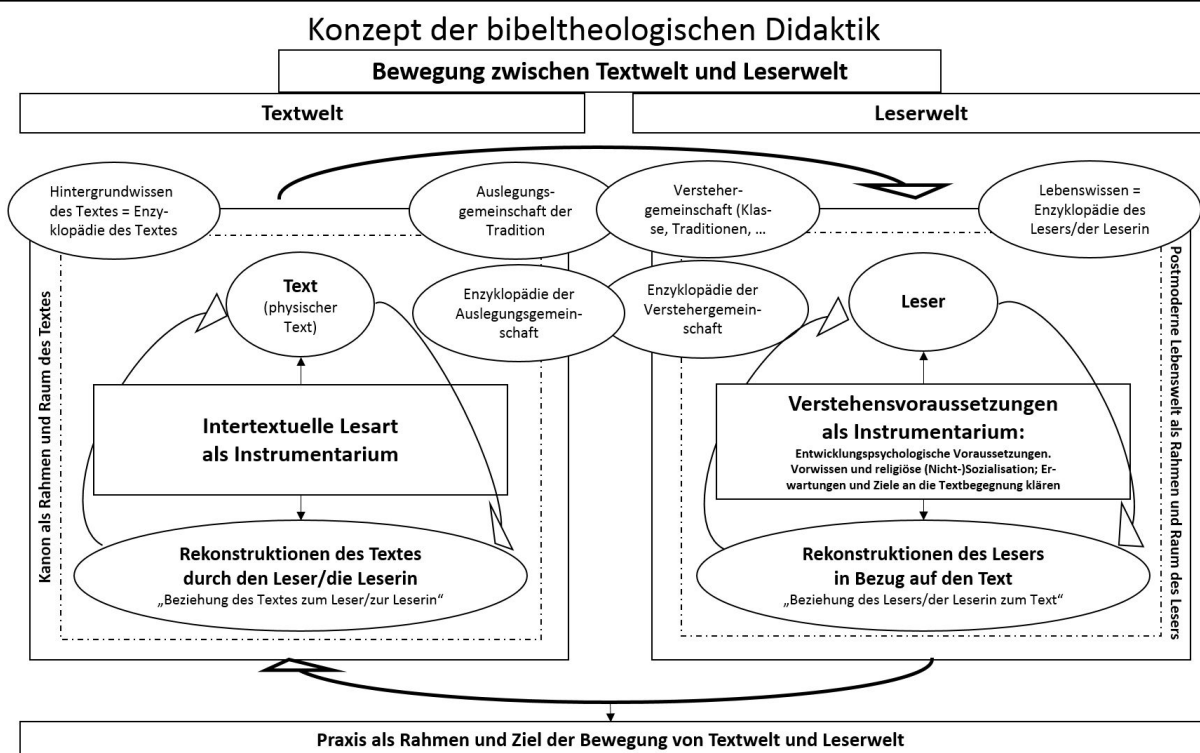 Konzept der bibeltheologischen Didaktik
Bewegung zwischen Textwelt und Leserwelt
Textwelt
Leserwelt
Hintergrundwissen
des Textes = Enzy-
klopädie des Textes
Auslegungs-
gemeinschaft der
Tradition
Versteher-
gemeinschaft (Klas-
se, Traditionen, ...
Lebenswissen =
Enzyklopädie des
Lesers/der Leserin
Kanon als Rahmen und Raum des Textes
Text
(physischer
Text)
Enzyklopädie der
Auslegungsgemein-
schaft
Enzyklopädie der
Verstehergemein-
schaft
Leser
Postmoderne Lebenswelt als Rahmen und Raum des Lesers
Intertextuelle Lesart
als Instrumentarium
Verstehensvoraussetzungen
als Instrumentarium:
Entwicklungspsychologische Voraussetzungen.
Vorwissen und religiöse (Nicht-)Sozialisation; Er-
wartungen und Ziele an die Textbegegnung klären
Rekonstruktionen des Textes
durch den Leser/die Leserin
„Beziehung des Textes zum Leser/zur Leserin“
Rekonstruktionen des Lesers
in Bezug auf den Text
„Beziehung des Lesers/der Leserin zum Text“
Praxis als Rahmen und Ziel der Bewegung von Textwelt und Leserwelt